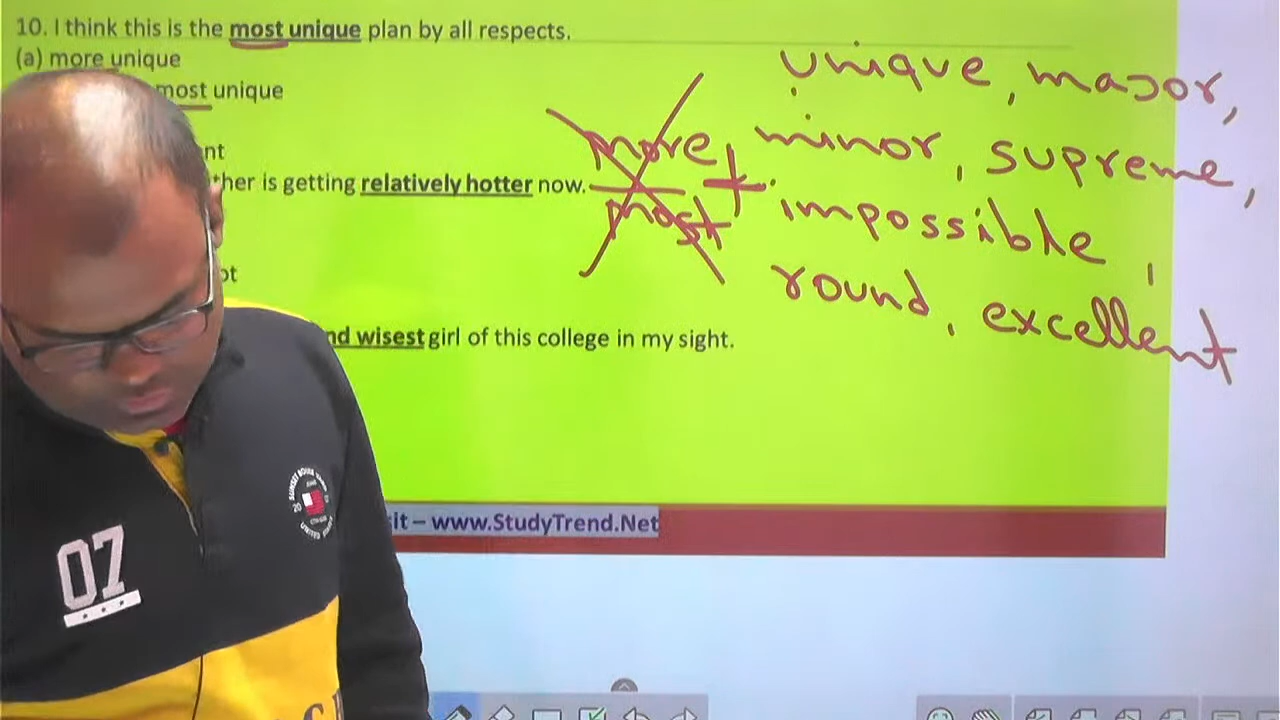 10. I think this is the most unique plan by all respects.
(a) more unique
most unique
nt
ther is getting relatively hotter now.
ot
nd wisest girl of this college in my sight.
it – www.StudyTrend.Net
unique, major,
more, minor, supreme,
most + impossible,
round, excellent
07